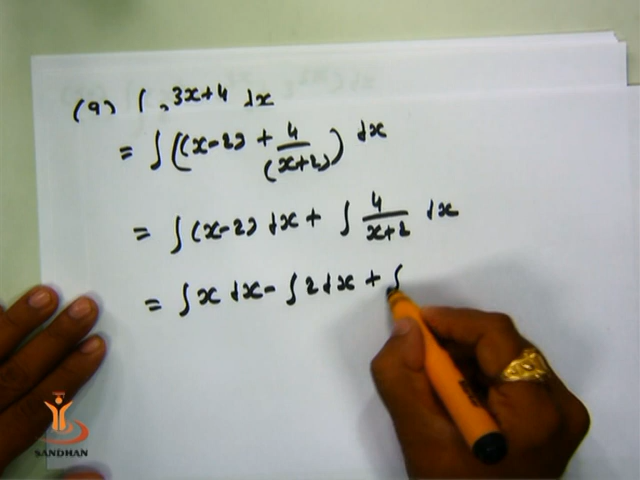 (9) ∫ 3x+4 dx
= ∫((x-2) + 4/(x+2)) dx
= ∫(x-2) dx + ∫ 4/(x+2) dx
= ∫x dx - ∫2 dx + ∫
SANDHAN